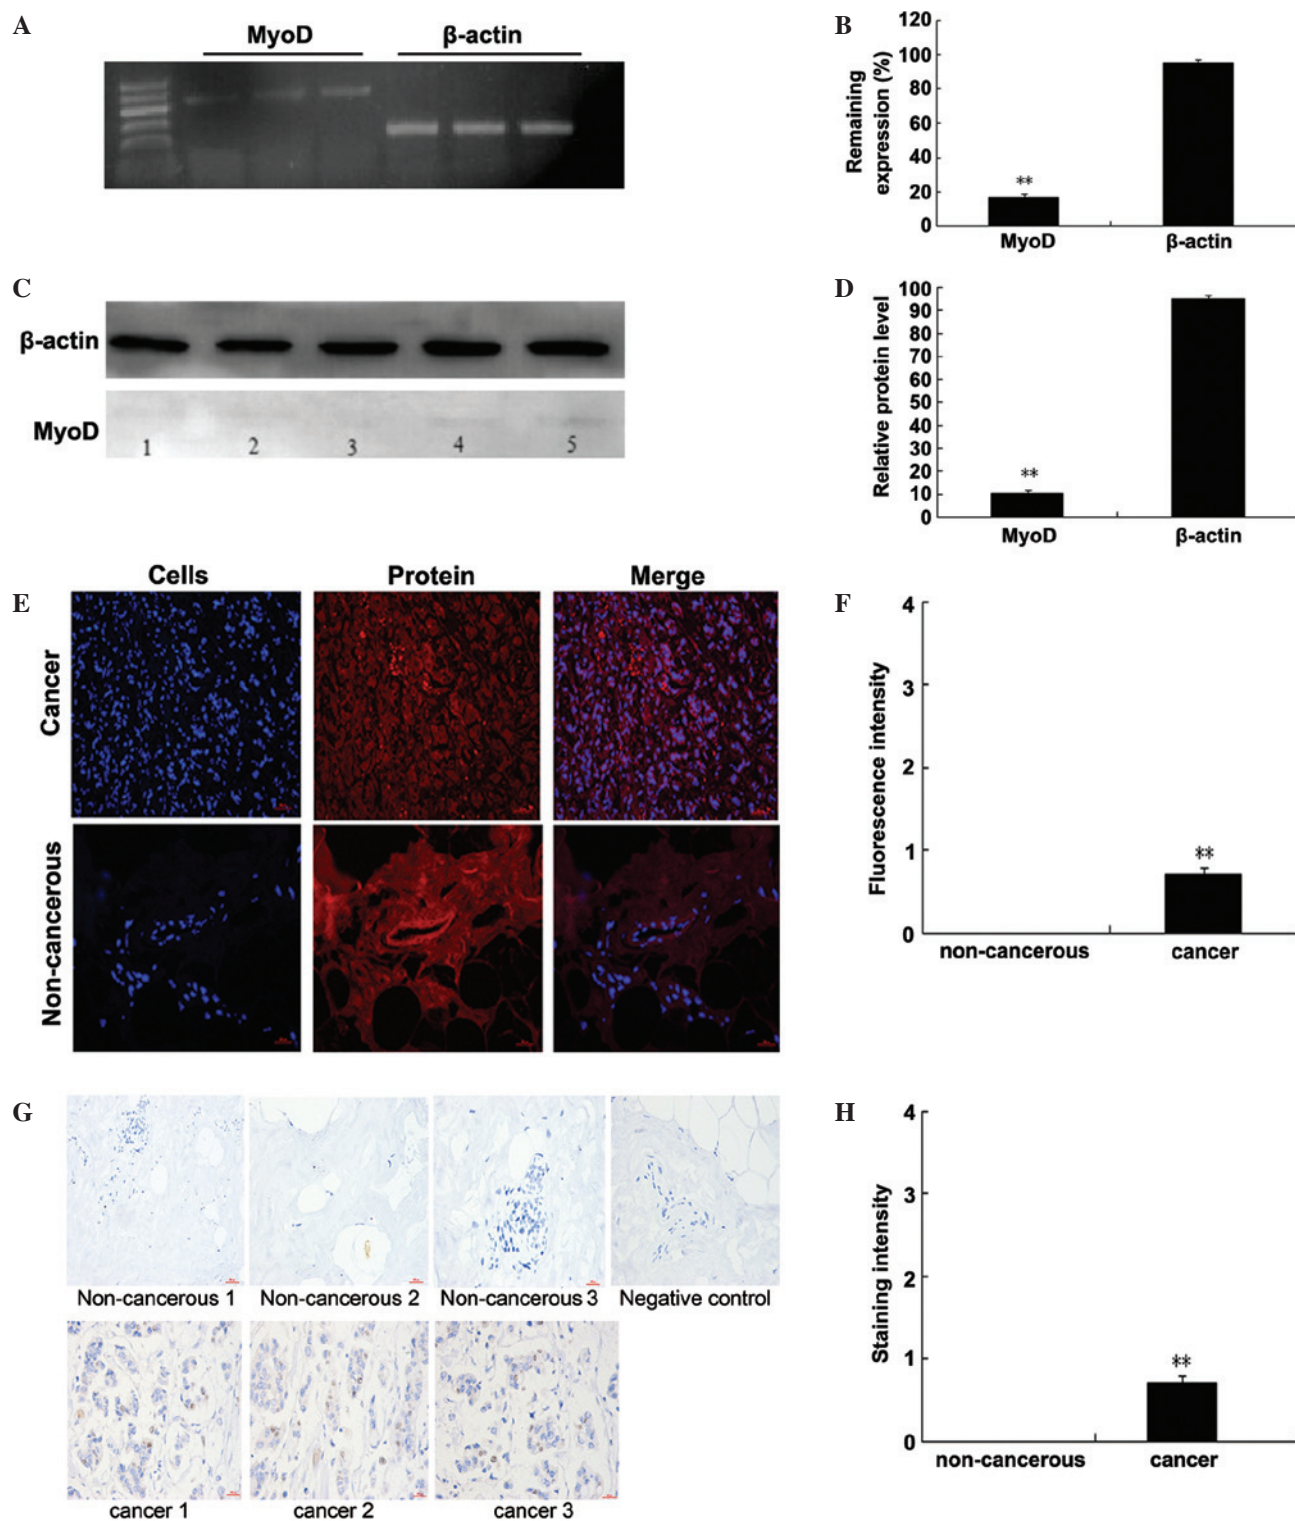 A
MyoD
β-actin
B
Remaining
expression (%)
120
100
80
60
40
20
0
**
MyoD
β-actin
C
β-actin
MyoD
1
2
3
4
5
D
Relative protein level
100
90
80
70
60
50
40
30
20
10
0
**
MyoD
β-actin
E
Cells
Protein
Merge
Cancer
Non-cancerous
F
Fluorescence intensity
4
3
2
1
0
**
non-cancerous
cancer
G
Non-cancerous 1
Non-cancerous 2
Non-cancerous 3
Negative control
cancer 1
cancer 2
cancer 3
H
Staining intensity
4
3
2
1
0
**
non-cancerous
cancer